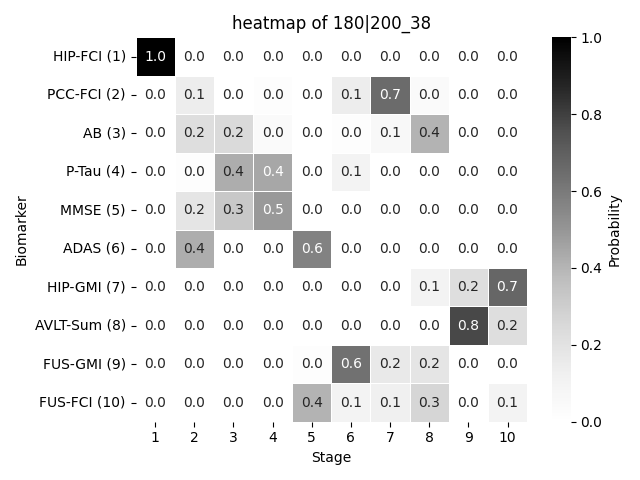 heatmap of 180|200_38
HIP-FCI (1) 1.0 0.0 0.0 0.0 0.0 0.0 0.0 0.0 0.0 0.0
PCC-FCI (2) 0.0 0.1 0.0 0.0 0.0 0.1 0.7 0.0 0.0 0.0
AB (3) 0.0 0.2 0.2 0.0 0.0 0.0 0.1 0.4 0.0 0.0
P-Tau (4) 0.0 0.0 0.4 0.4 0.0 0.1 0.0 0.0 0.0 0.0
MMSE (5) 0.0 0.2 0.3 0.5 0.0 0.0 0.0 0.0 0.0 0.0
ADAS (6) 0.0 0.4 0.0 0.0 0.6 0.0 0.0 0.0 0.0 0.0
HIP-GMI (7) 0.0 0.0 0.0 0.0 0.0 0.0 0.0 0.1 0.2 0.7
AVLT-Sum (8) 0.0 0.0 0.0 0.0 0.0 0.0 0.0 0.0 0.8 0.2
FUS-GMI (9) 0.0 0.0 0.0 0.0 0.0 0.6 0.2 0.2 0.0 0.0
FUS-FCI (10) 0.0 0.0 0.0 0.0 0.4 0.1 0.1 0.3 0.0 0.1
1 2 3 4 5 6 7 8 9 10
Stage
Biomarker
1.0
0.8
0.6
0.4
0.2
0.0
Probability